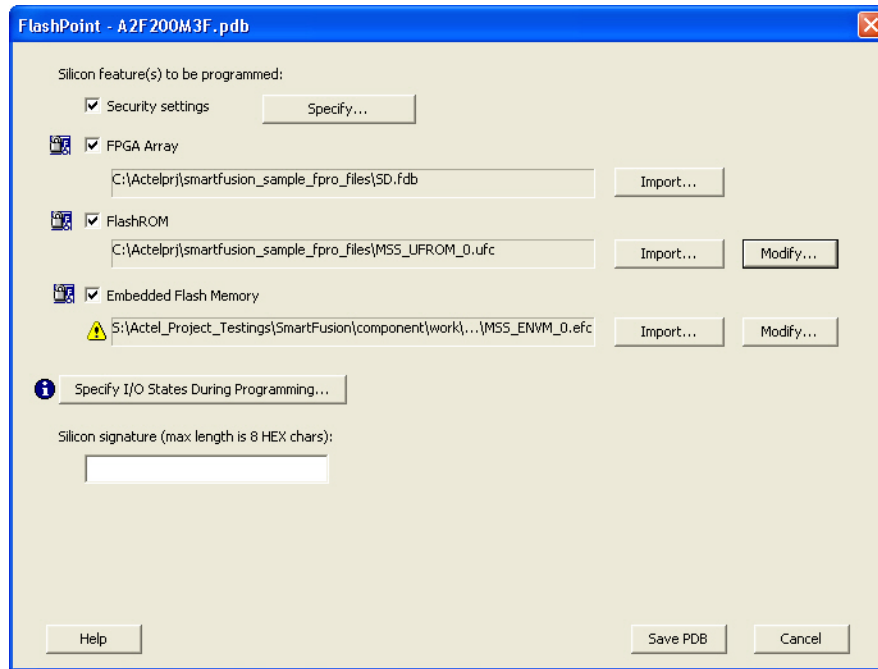 FlashPoint - A2F200M3F.pdb
Silicon feature(s) to be programmed:
Security settings Specify...
FPGA Array
C:\Actelprj\smartfusion_sample_fpro_files\SD.fdb Import...
FlashROM
C:\Actelprj\smartfusion_sample_fpro_files\MSS_UFROM_0.ufc Import... Modify...
Embedded Flash Memory
S:\Actel_Project_Testings\SmartFusion\component\work\...\MSS_ENVM_0.efc Import... Modify...
Specify I/O States During Programming...
Silicon signature (max length is 8 HEX chars):
Help Save PDB Cancel